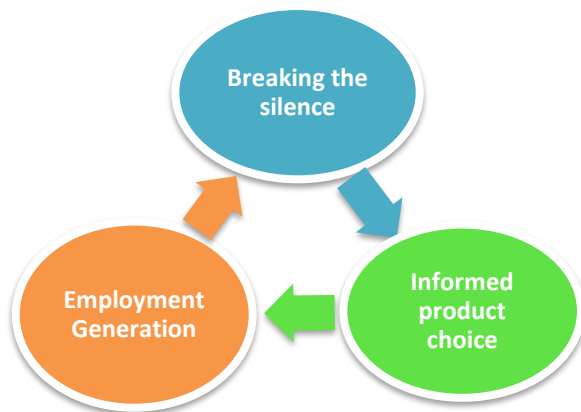 Breaking the
silence
Informed
product
choice
Employment
Generation